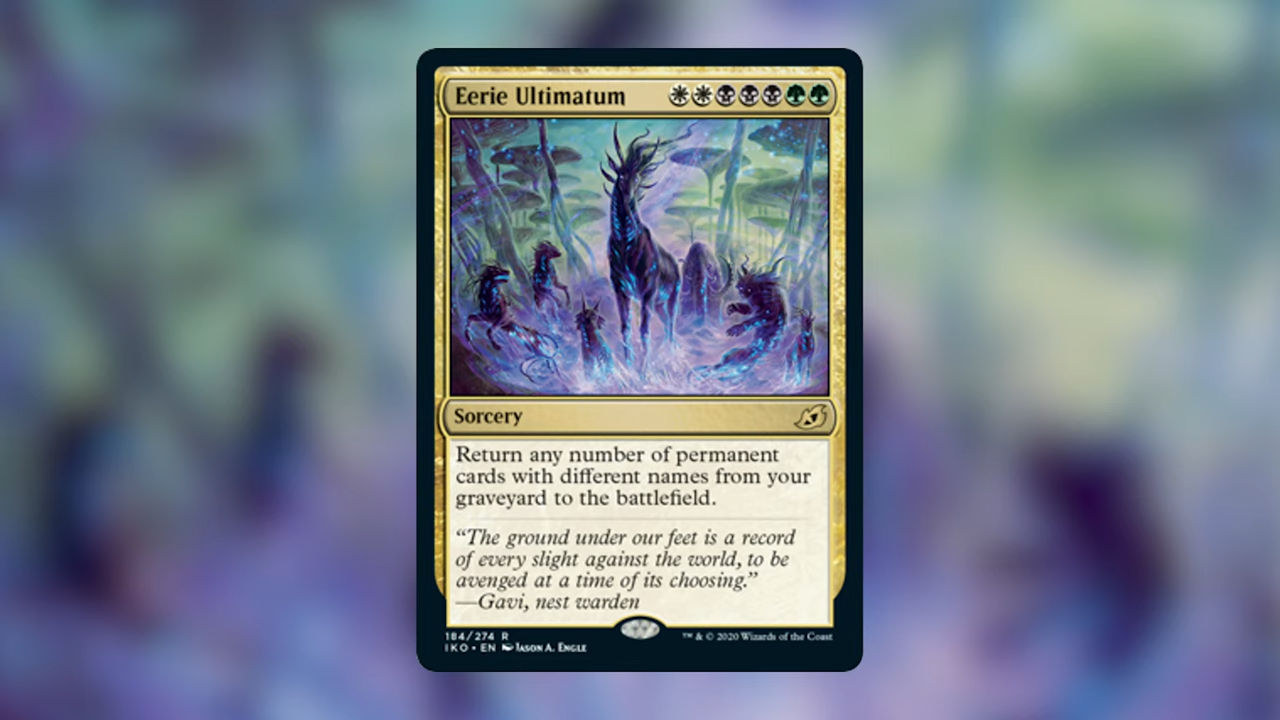 Eerie Ultimatum
Sorcery
Return any number of permanent
cards with different names from your
graveyard to the battlefield.
“The ground under our feet is a record
of every slight against the world, to be
avenged at a time of its choosing.”
—Gavi, nest warden
184/274 R
IKO • EN Jason A. Engle
™ & © 2020 Wizards of the Coast